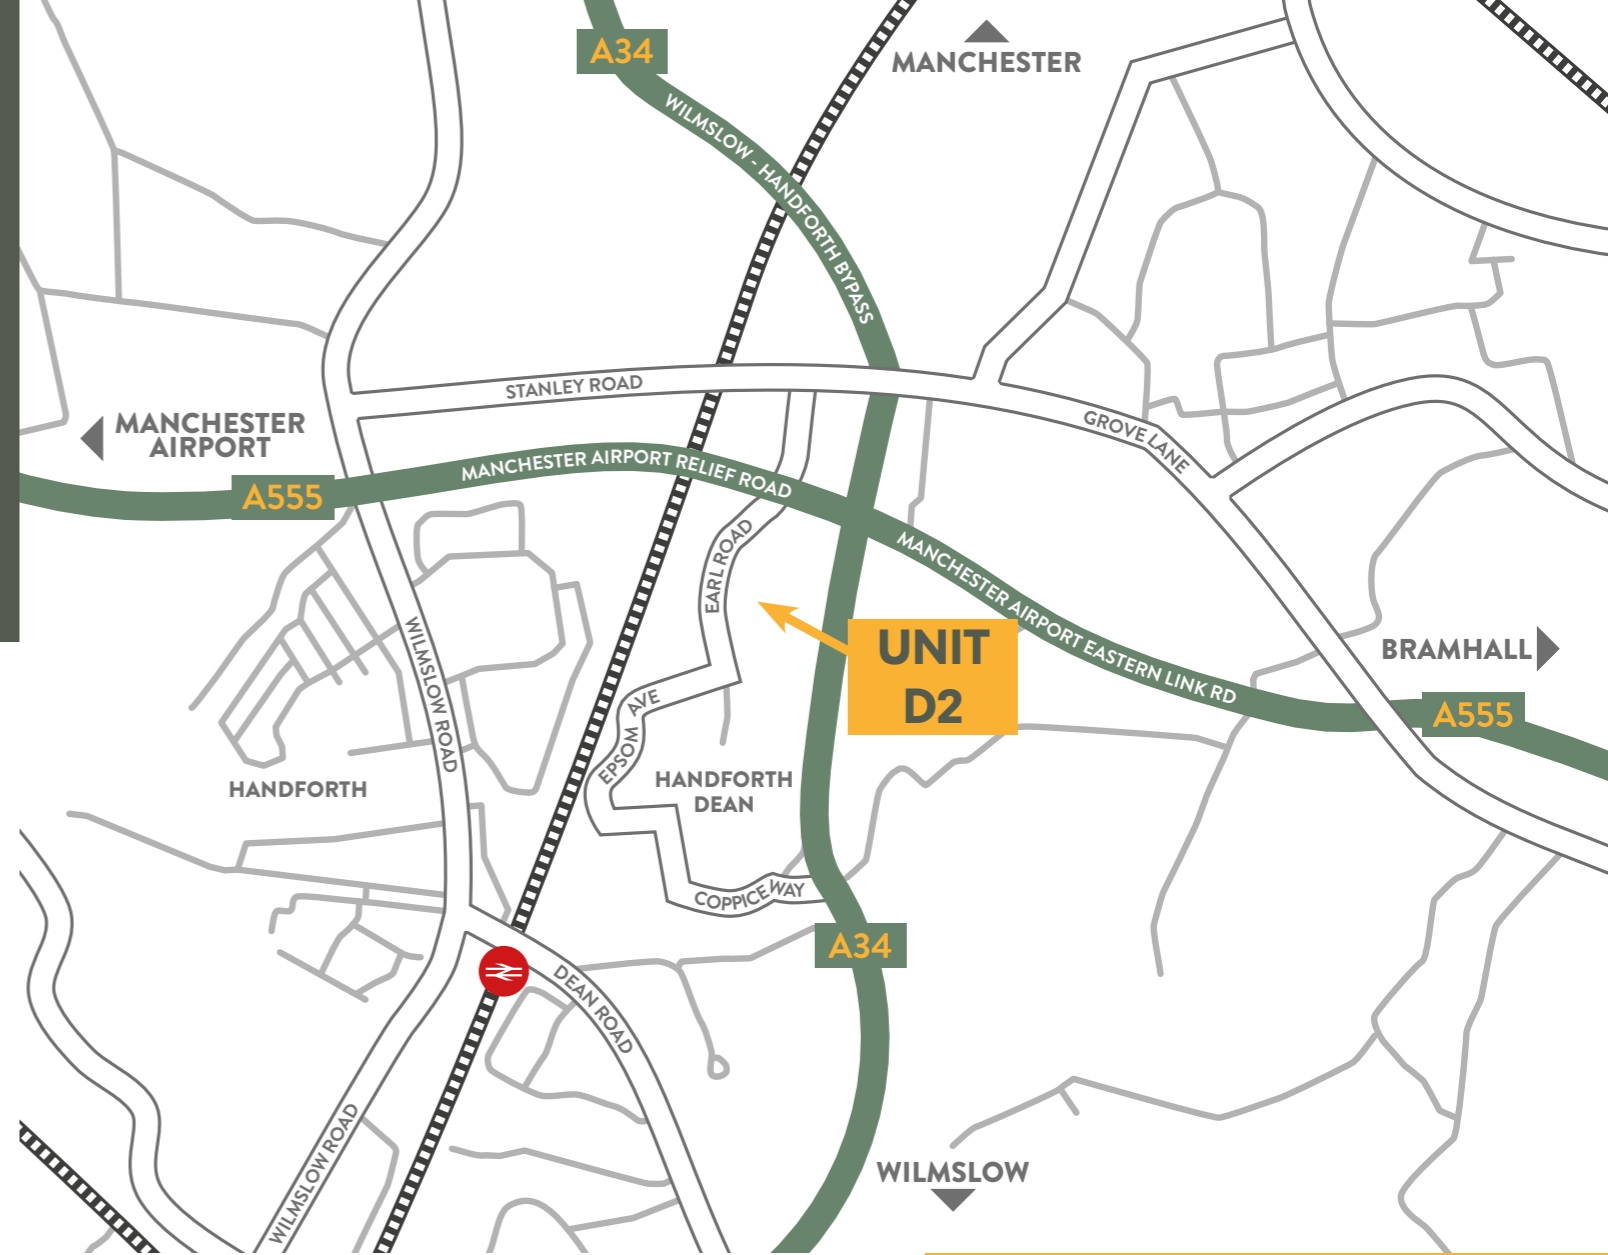 A34
MANCHESTER
WILMSLOW - HANDFORTH BYPASS
STANLEY ROAD
GROVE LANE
MANCHESTER
AIRPORT
A555
MANCHESTER AIRPORT RELIEF ROAD
EARL ROAD
MANCHESTER AIRPORT EASTERN LINK RD
UNIT
D2
BRAMHALL
A555
WILMSLOW ROAD
EPSOM AVE
HANDFORTH
HANDFORTH
DEAN
COPPICE WAY
A34
DEAN ROAD
WILMSLOW ROAD
WILMSLOW